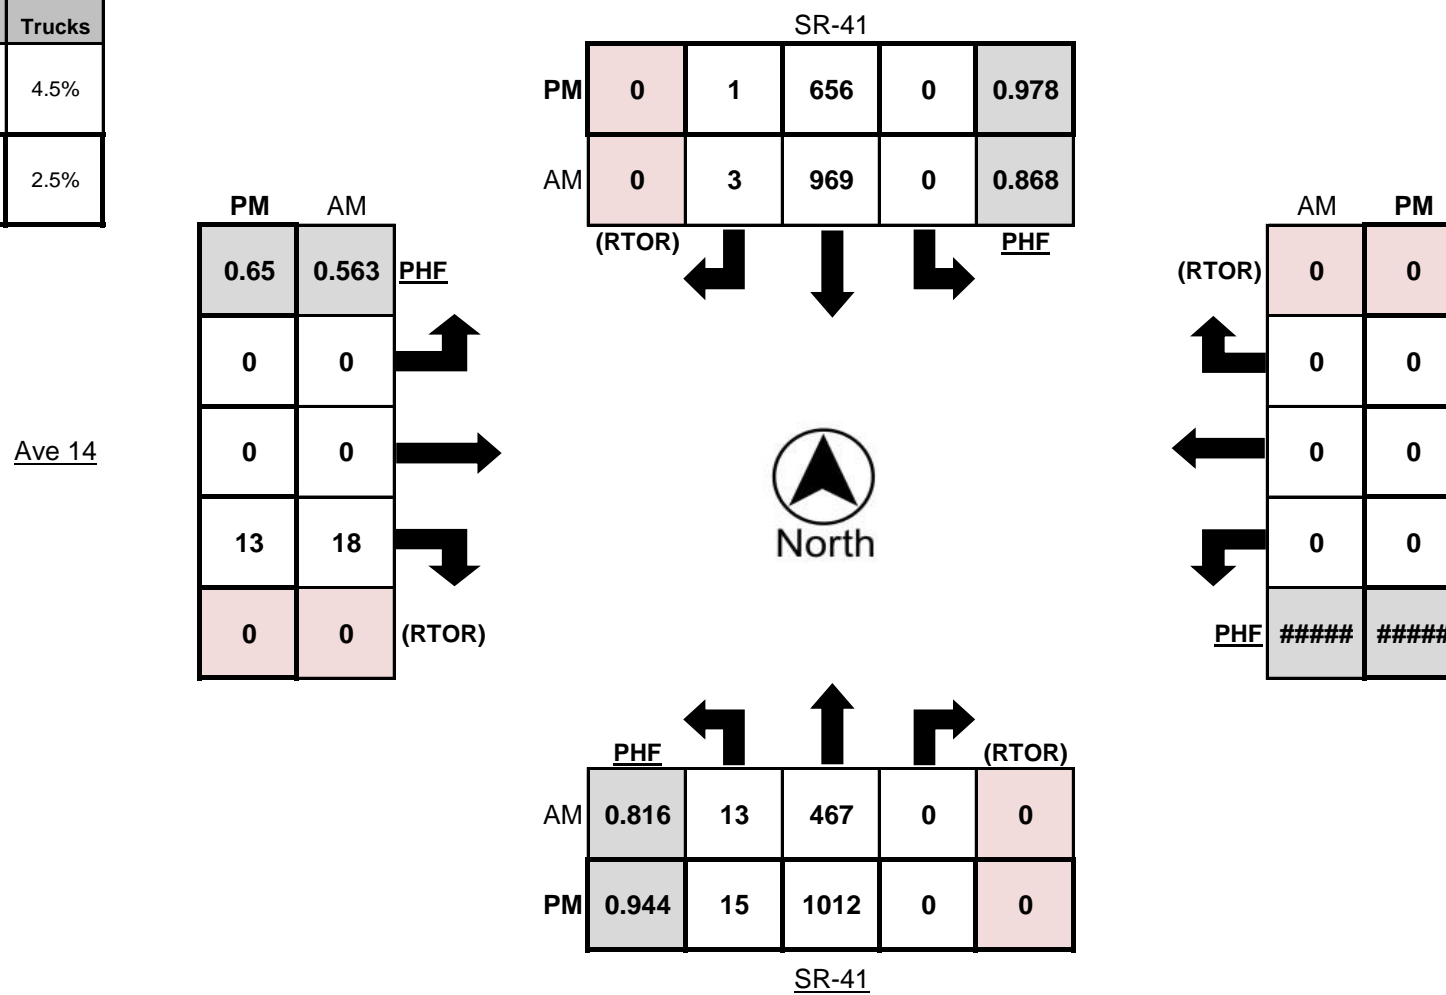 Trucks
4.5%
2.5%
SR-41
PM 0 1 656 0 0.978
AM 0 3 969 0 0.868
(RTOR) PHF
PM AM
0.65 0.563 PHF
0 0
0 0
13 18
0 0 (RTOR)
Ave 14
North
AM PM
(RTOR) 0 0
0 0
0 0
0 0
PHF ##### #####
PHF (RTOR)
AM 0.816 13 467 0 0
PM 0.944 15 1012 0 0
SR-41